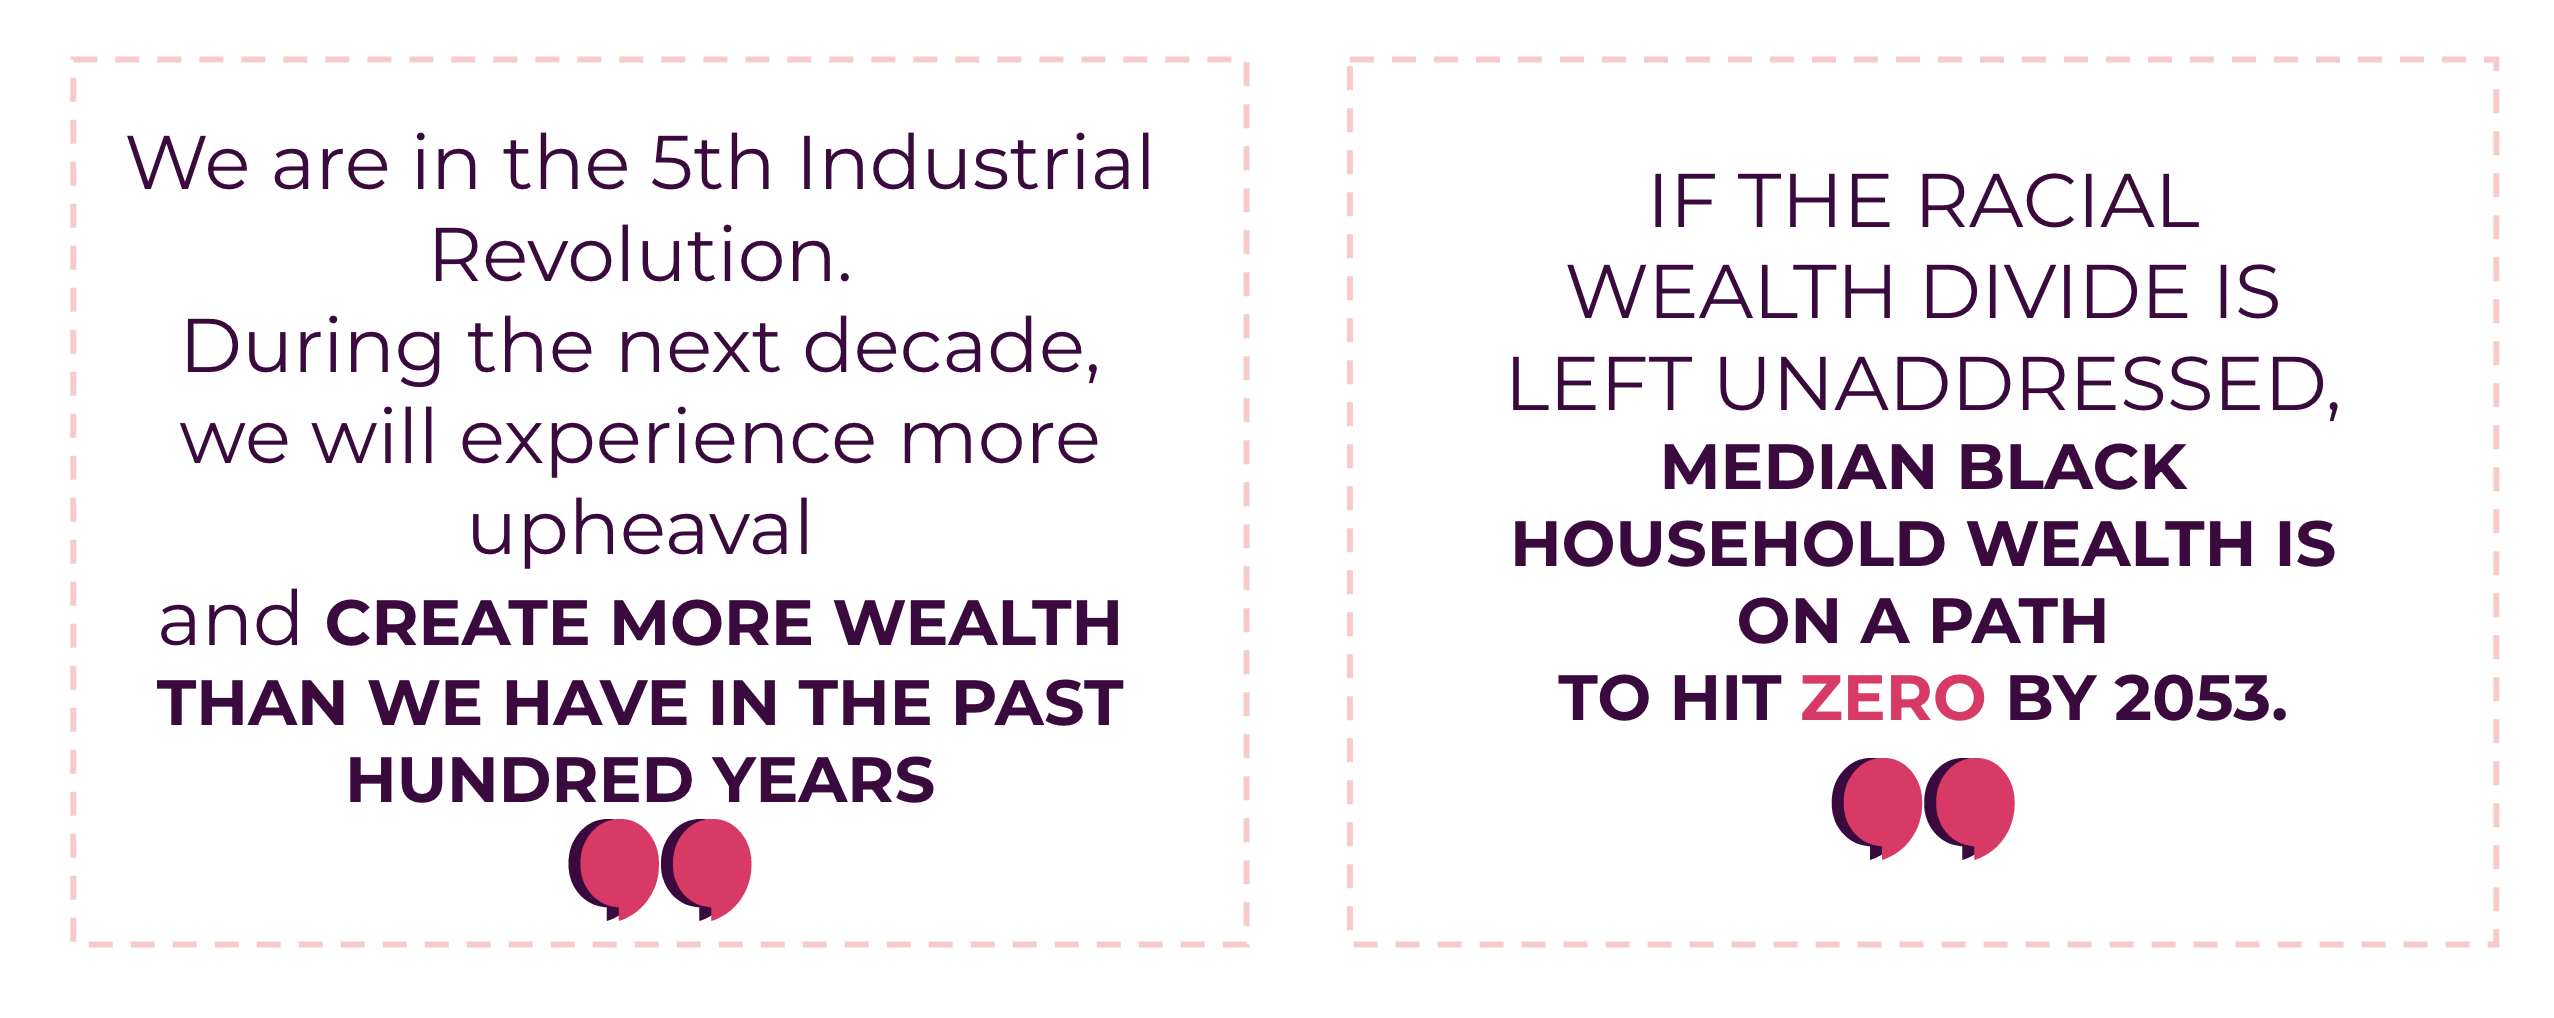 We are in the 5th Industrial
Revolution.
During the next decade,
we will experience more
upheaval
and CREATE MORE WEALTH
THAN WE HAVE IN THE PAST
HUNDRED YEARS
IF THE RACIAL
WEALTH DIVIDE IS
LEFT UNADDRESSED,
MEDIAN BLACK
HOUSEHOLD WEALTH IS
ON A PATH
TO HIT ZERO BY 2053.